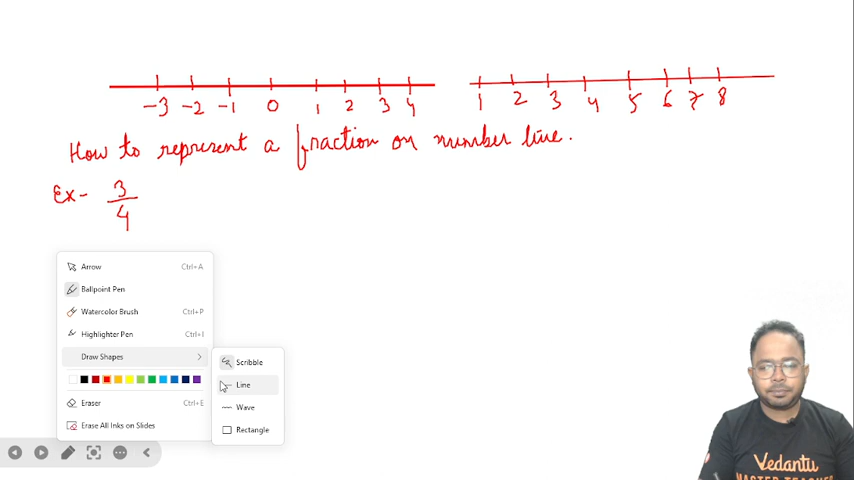 -3 -2 -1 0 1 2 3 4
1 2 3 4 5 6 7 8
How to represent a fraction on number line.
Ex- 3/4
Arrow Ctrl+A
Ballpoint Pen
Watercolor Brush Ctrl+P
Highlighter Pen Ctrl+I
Draw Shapes
Eraser Ctrl+E
Erase All Inks on Slides
Scribble
Line
Wave
Rectangle
Vedantu
MASTER TEACHER